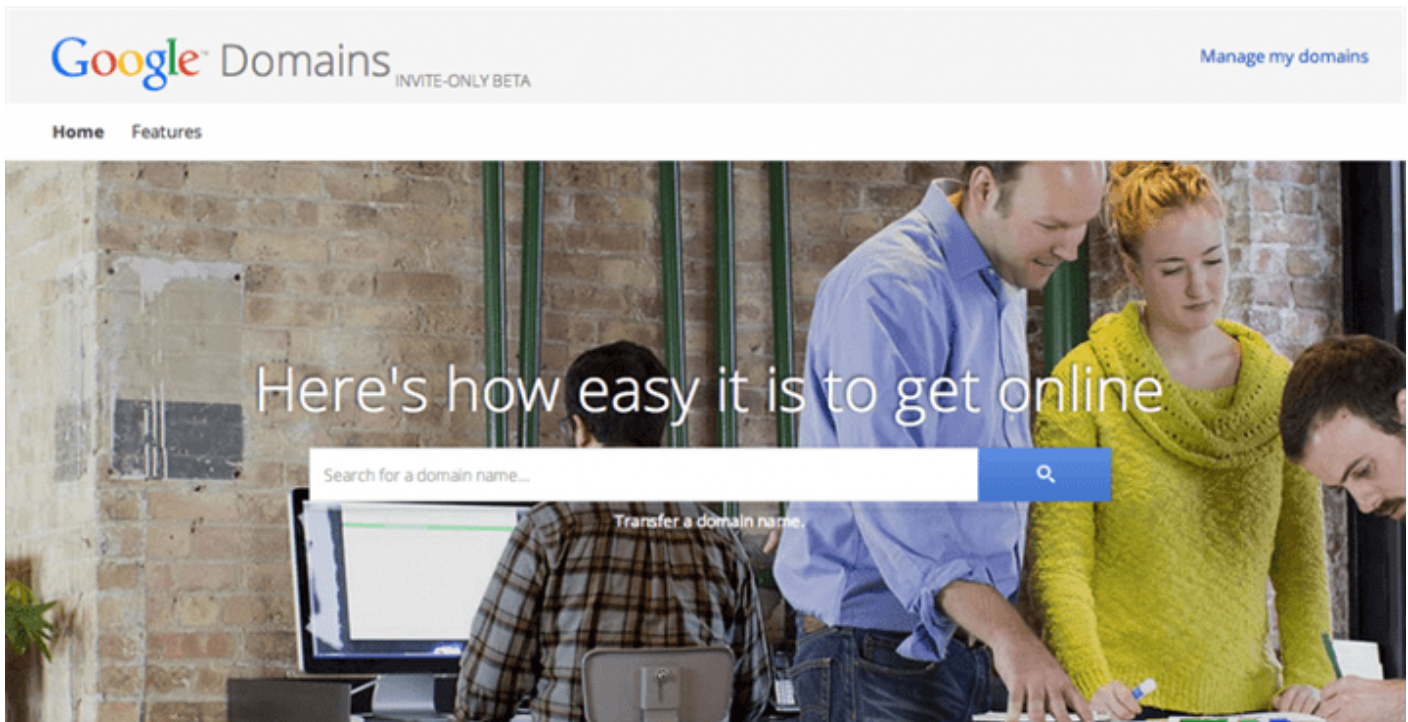 Google™ Domains INVITE-ONLY BETA
Manage my domains
Home Features
Here's how easy it is to get online
Search for a domain name...
Transfer a domain name.